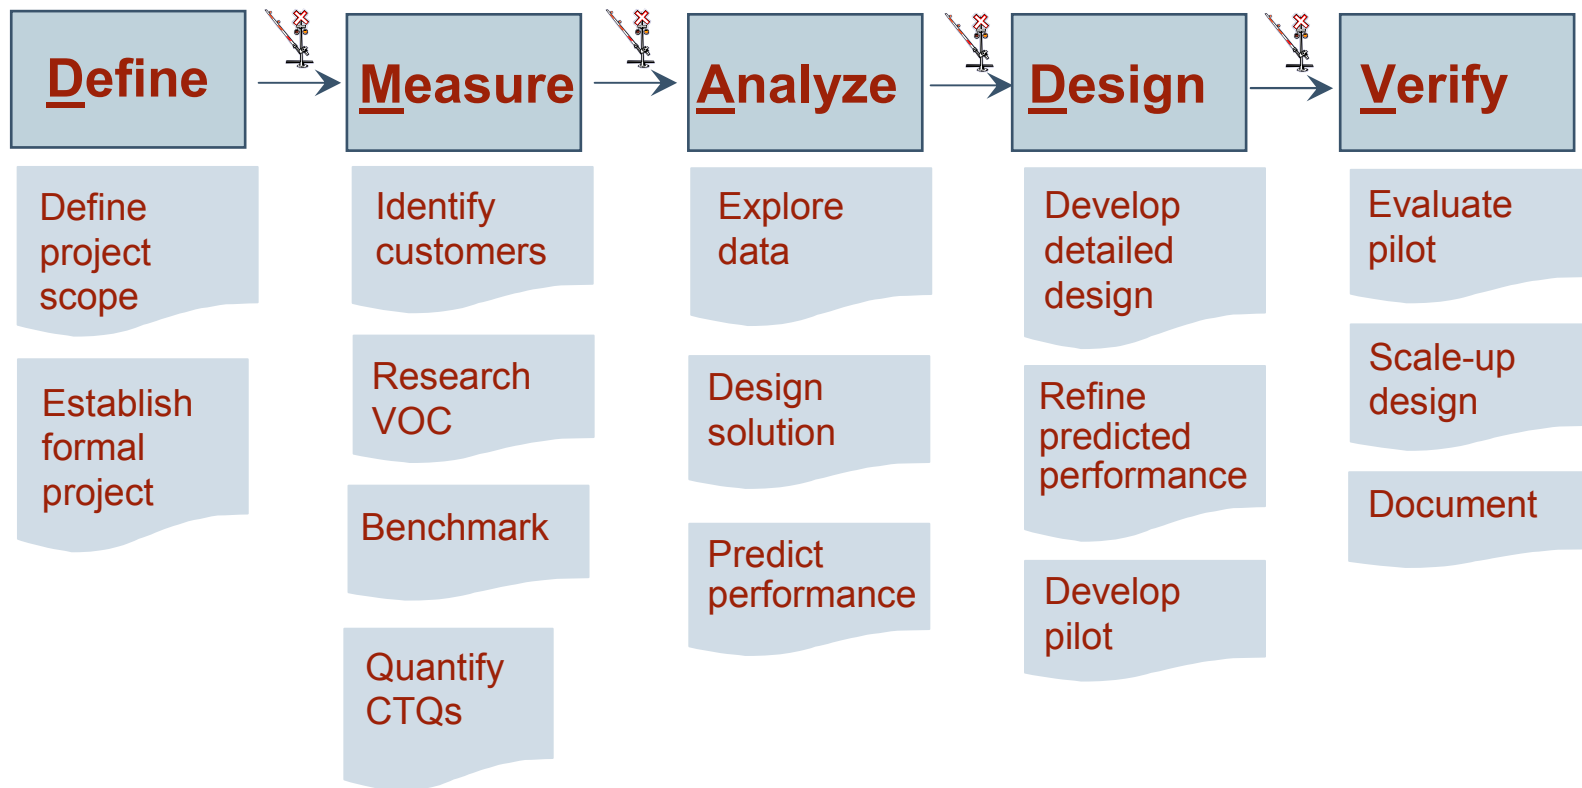 Define
Measure
Analyze
Design
Verify
Define
project
scope
Establish
formal
project
Identify
customers
Research
VOC
Benchmark
Quantify
CTQs
Explore
data
Design
solution
Predict
performance
Develop
detailed
design
Refine
predicted
performance
Develop
pilot
Evaluate
pilot
Scale-up
design
Document